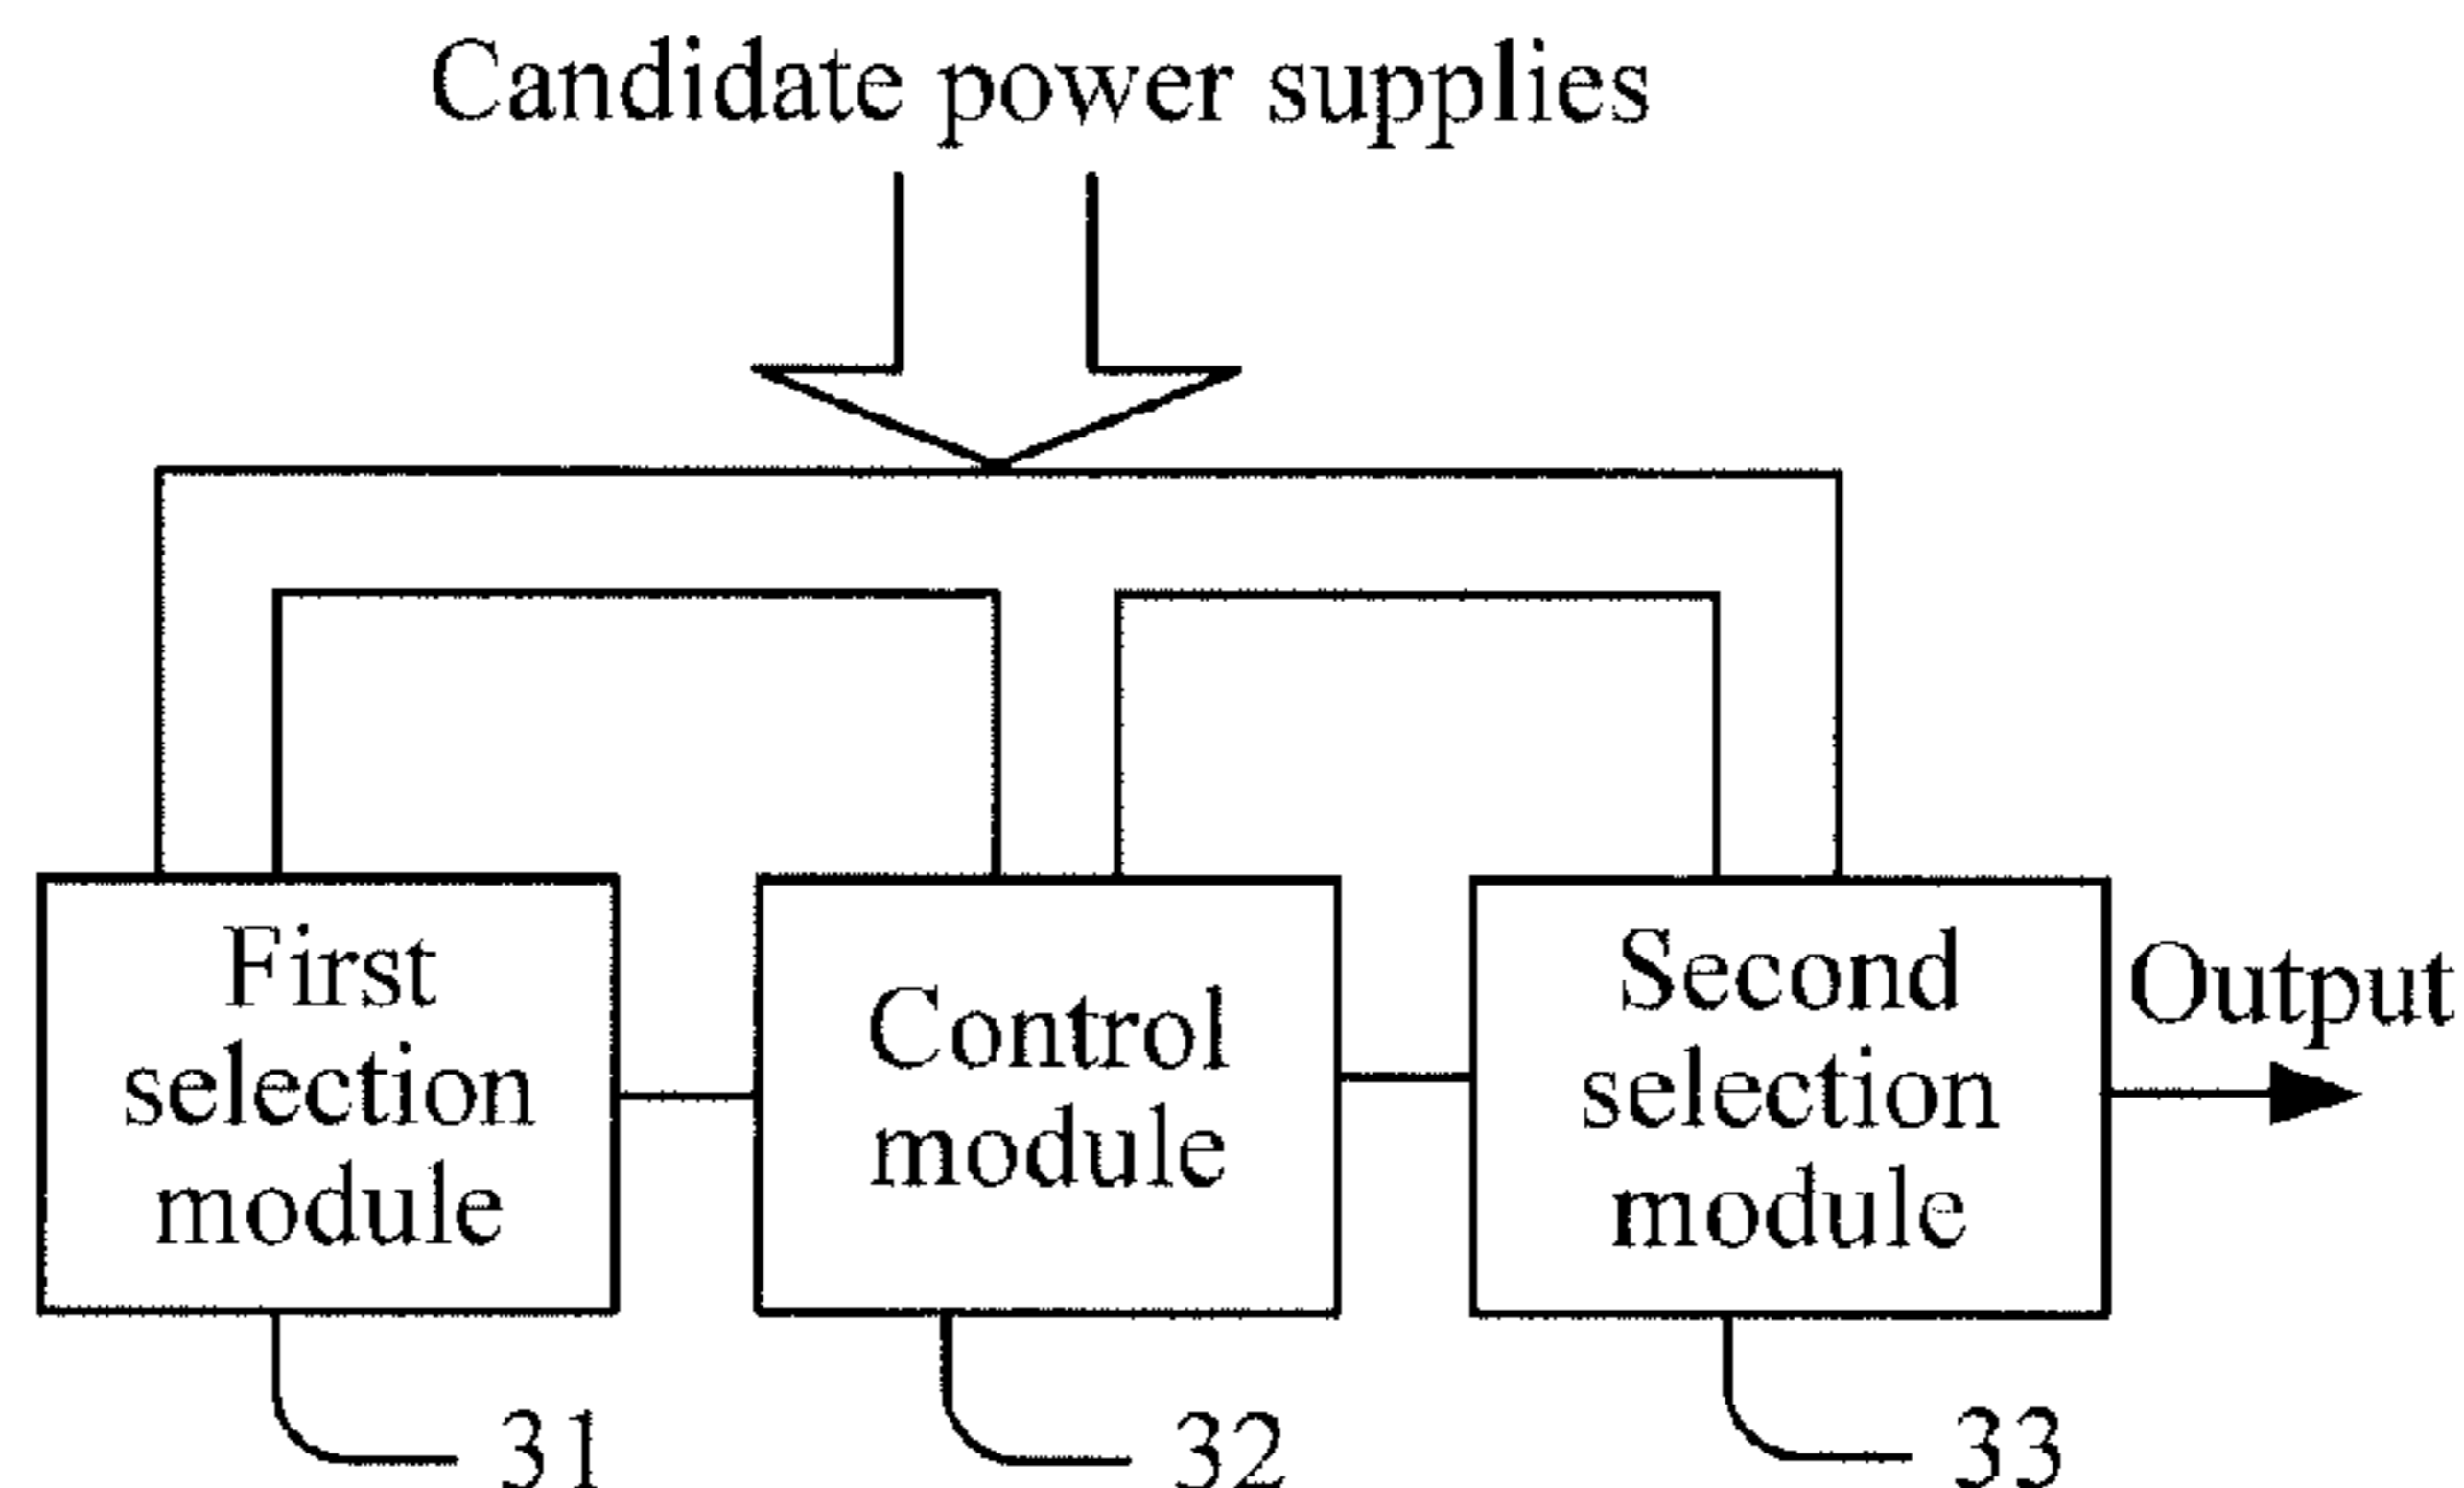 Candidate power supplies
First
selection
module
Control
module
Second
selection
module
Output
31
32
33